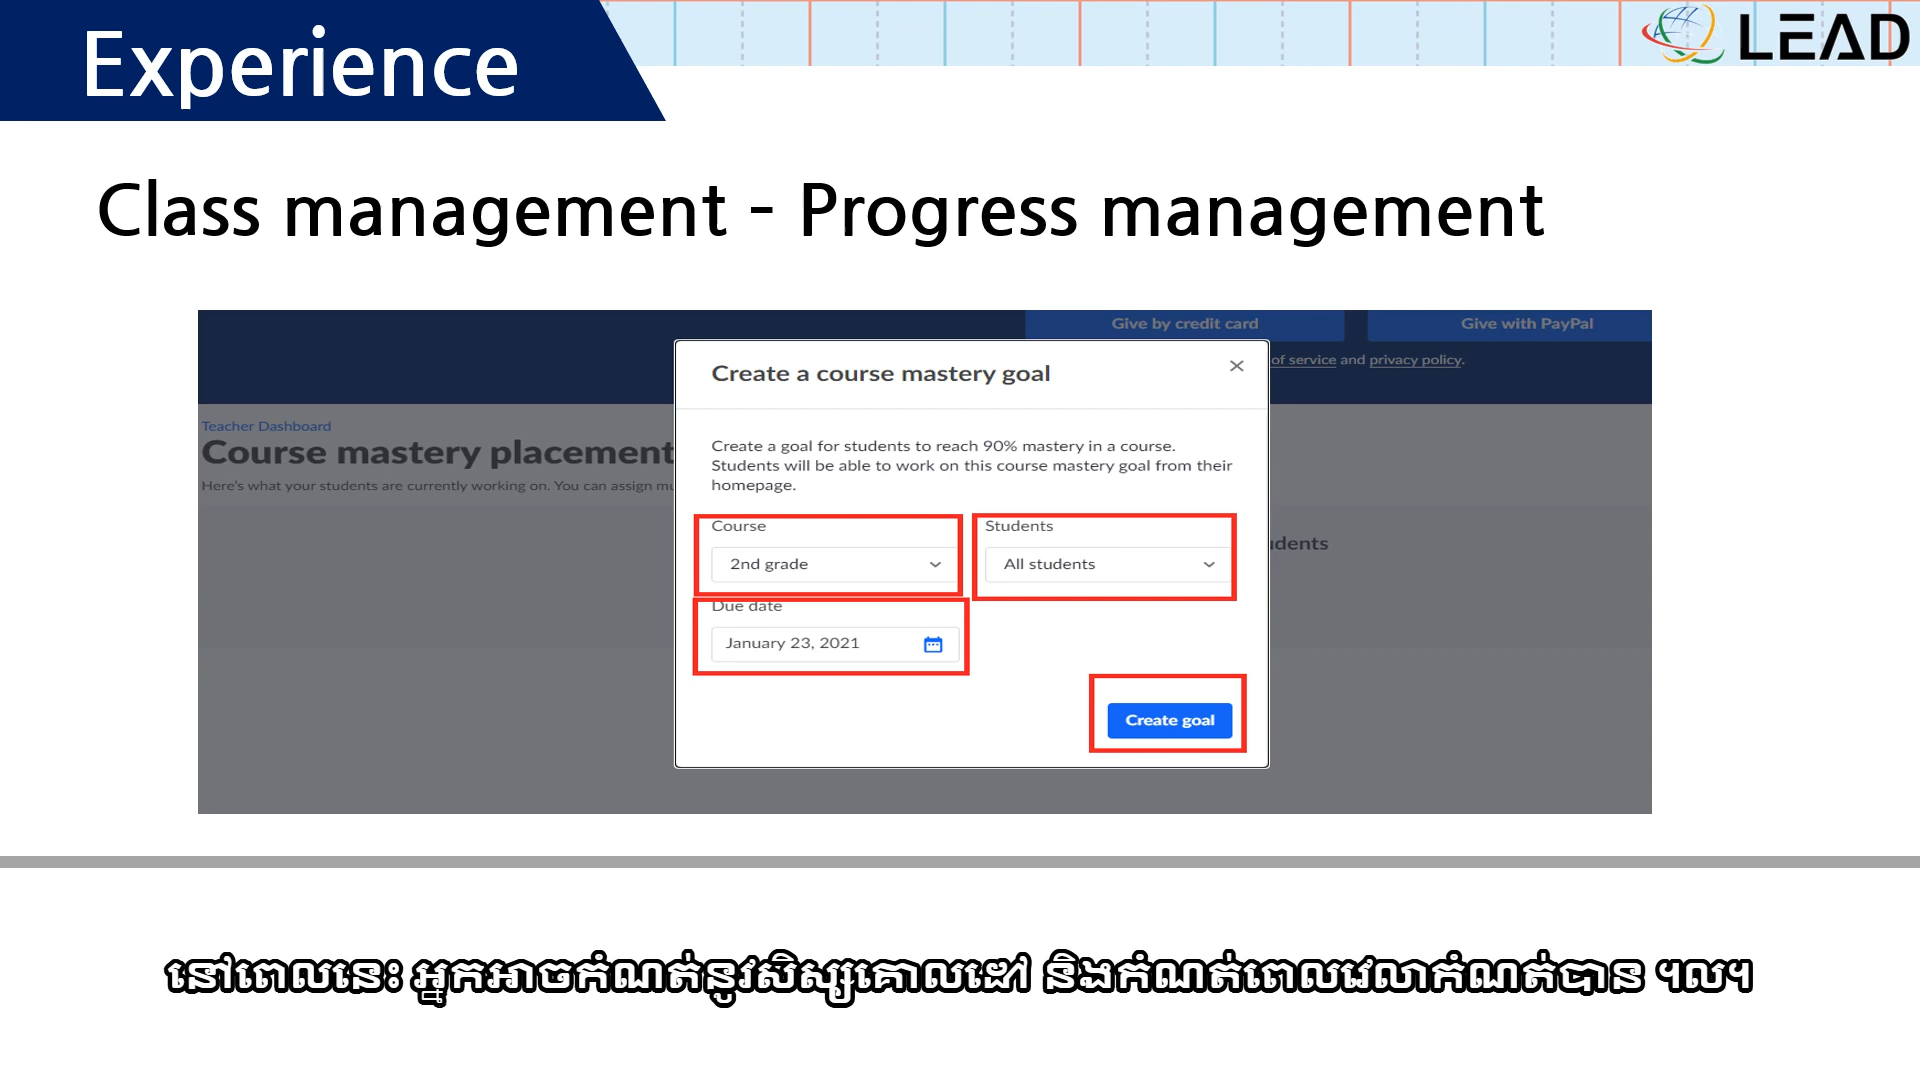 Experience
LEAD
Class management - Progress management
Give by credit card
Give with PayPal
of service and privacy policy.
Create a course mastery goal
Teacher Dashboard
Course mastery placement
Here's what your students are currently working on. You can assign mu
Create a goal for students to reach 90% mastery in a course.
Students will be able to work on this course mastery goal from their
homepage.
Course
Students
2nd grade
All students
udents
Due date
January 23, 2021
Create goal
នៅពេលនេះ អ្នកអាចកំណត់នូវសិស្សគោលដៅ និងកំណត់ពេលវេលាកំណត់បាន ។ល។